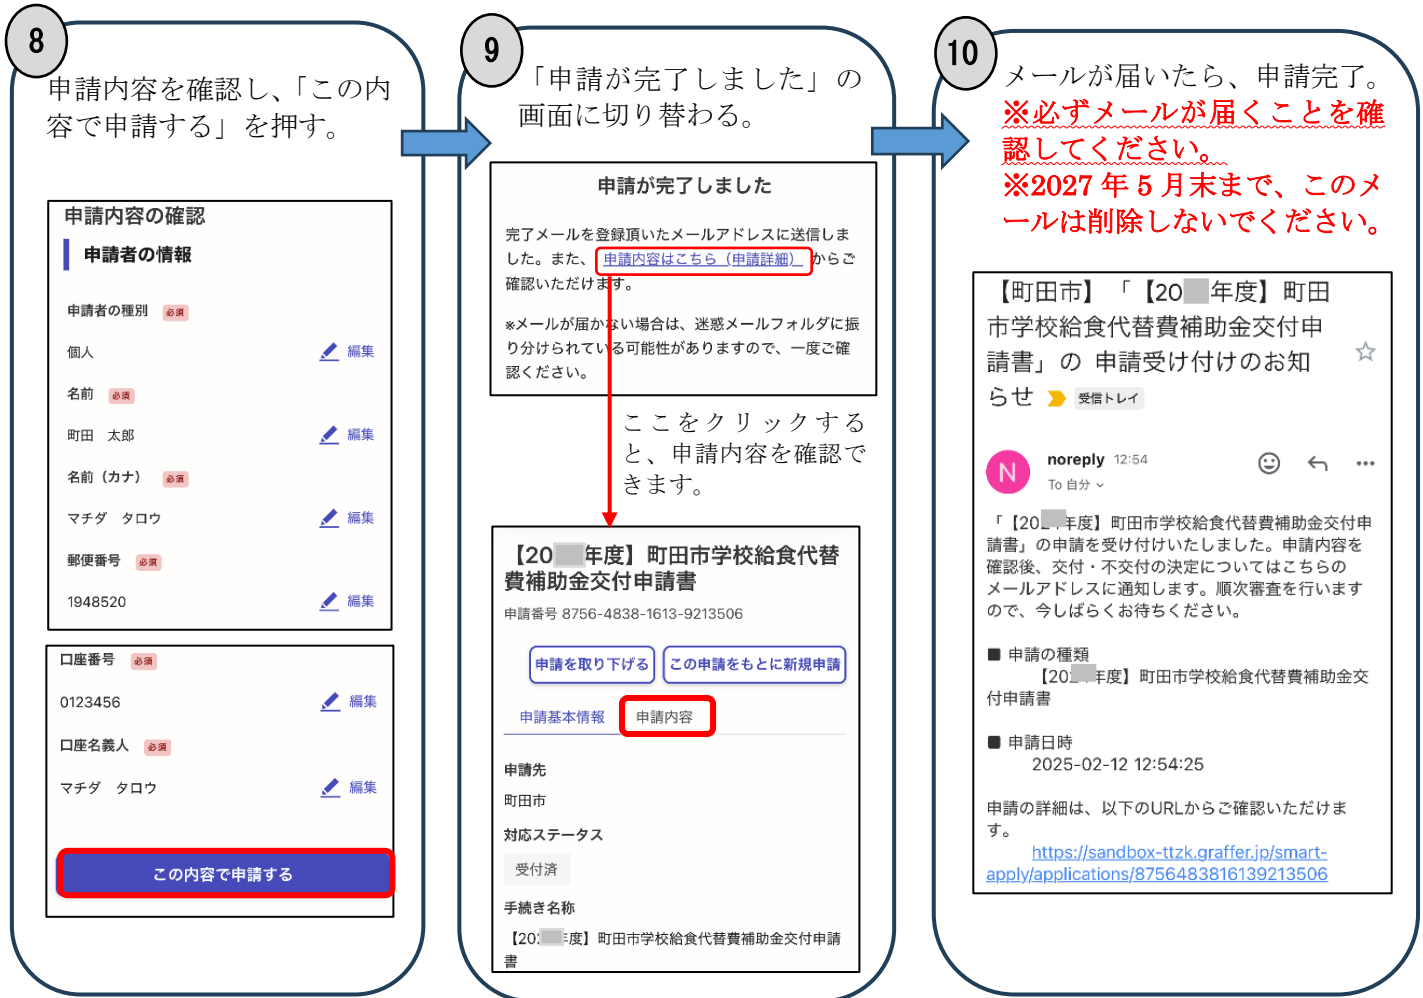 8
申請内容を確認し、「この内
容で申請する」を押す。
申請内容の確認
申請者の情報
申請者の種別 必須
個人 編集
名前 必須
町田 太郎 編集
名前（カナ） 必須
マチダ タロウ 編集
郵便番号 必須
1948520 編集
口座番号 必須
0123456 編集
口座名義人 必須
マチダ タロウ 編集
この内容で申請する
9
「申請が完了しました」の
画面に切り替わる。
申請が完了しました
完了メールを登録頂いたメールアドレスに送信しま
した。また、 申請内容はこちら（申請詳細） からご
確認いただけます。
※メールが届かない場合は、迷惑メールフォルダに振
り分けられている可能性がありますので、一度ご確
認ください。
ここをクリックする
と、申請内容を確認で
きます。
【20 年度】町田市学校給食代替
費補助金交付申請書
申請番号 8756-4838-1613-9213506
申請を取り下げる この申請をもとに新規申請
申請基本情報 申請内容
申請先
町田市
対応ステータス
受付済
手続き名称
【20 年度】町田市学校給食代替費補助金交付申請
書
10
メールが届いたら、申請完了。
※必ずメールが届くことを確
認してください。
※2027 年 5 月末まで、このメ
ールは削除しないでください。
【町田市】「【20 年度】町田
市学校給食代替費補助金交付申
請書」の 申請受け付けのお知
らせ 受信トレイ
N
noreply 12:54
To 自分
「【20 年度】町田市学校給食代替費補助金交付申
請書」の申請を受け付けいたしました。申請内容を
確認後、交付・不交付の決定についてはこちらの
メールアドレスに通知します。順次審査を行います
ので、今しばらくお待ちください。
■ 申請の種類
【20 年度】町田市学校給食代替費補助金交
付申請書
■ 申請日時
2025-02-12 12:54:25
申請の詳細は、以下のURLからご確認いただけま
す。
https://sandbox-ttzk.graffer.jp/smart-
apply/applications/8756483816139213506